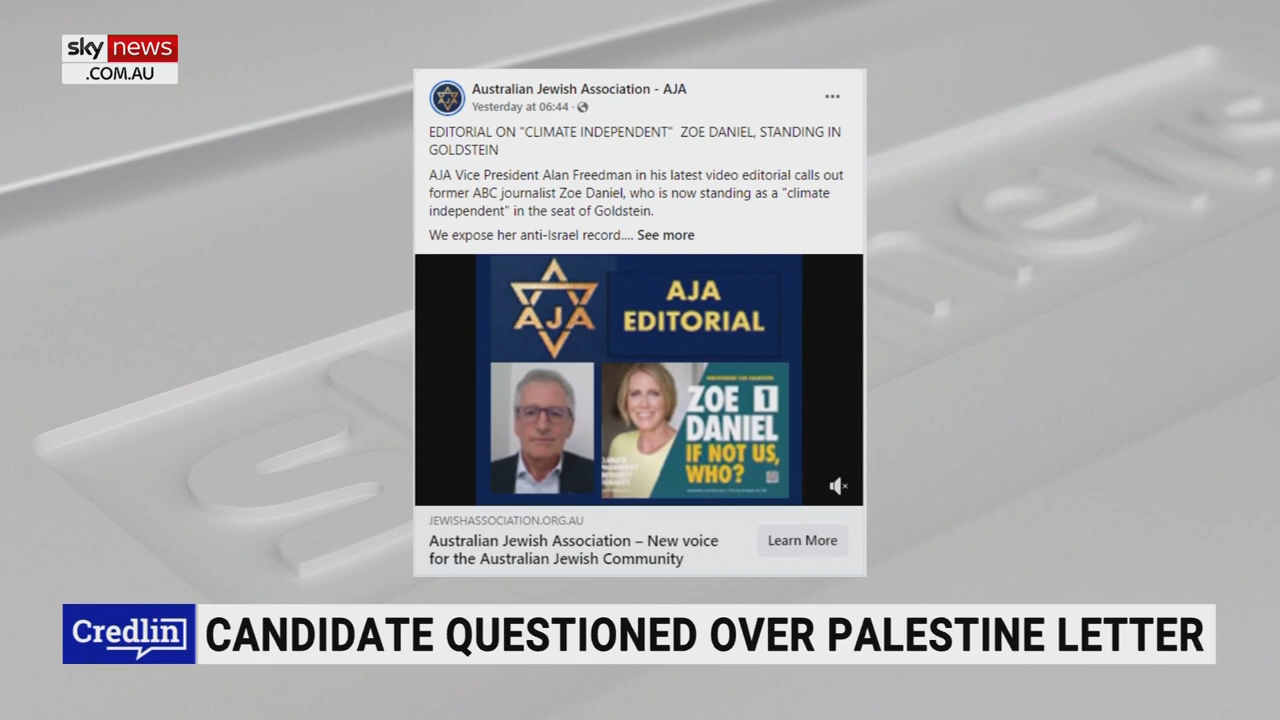 sky news
.COM.AU
Australian Jewish Association - AJA
Yesterday at 06:44 ·
EDITORIAL ON "CLIMATE INDEPENDENT" ZOE DANIEL, STANDING IN
GOLDSTEIN
AJA Vice President Alan Freedman in his latest video editorial calls out
former ABC journalist Zoe Daniel, who is now standing as a "climate
independent" in the seat of Goldstein.
We expose her anti-Israel record.... See more
AJA
AJA
EDITORIAL
ZOE 1
DANIEL
IF NOT US,
WHO?
JEWISHASSOCIATION.ORG.AU
Australian Jewish Association – New voice
for the Australian Jewish Community
Learn More
Credlin
CANDIDATE QUESTIONED OVER PALESTINE LETTER